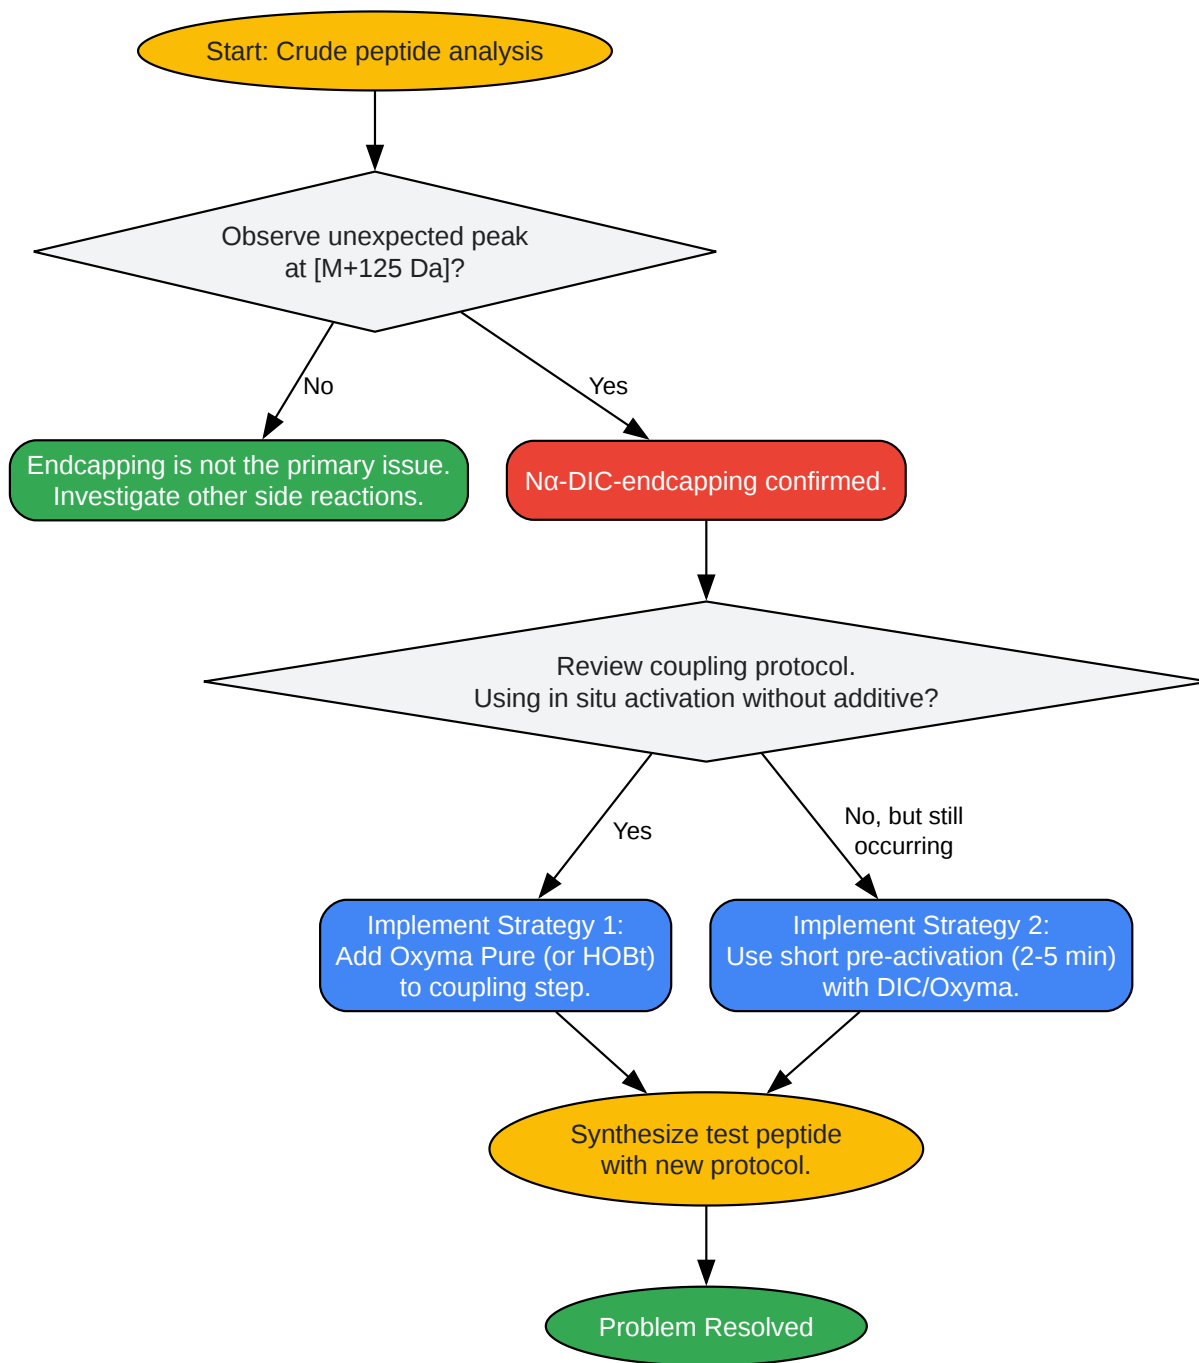 Start: Crude peptide analysis
Observe unexpected peak
at [M+125 Da]?
No
Yes
Endcapping is not the primary issue.
Investigate other side reactions.
Nα-DIC-endcapping confirmed.
Review coupling protocol.
Using in situ activation without additive?
Yes
No, but still
occurring
Implement Strategy 1:
Add Oxyma Pure (or HOBt)
to coupling step.
Implement Strategy 2:
Use short pre-activation (2-5 min)
with DIC/Oxyma.
Synthesize test peptide
with new protocol.
Problem Resolved